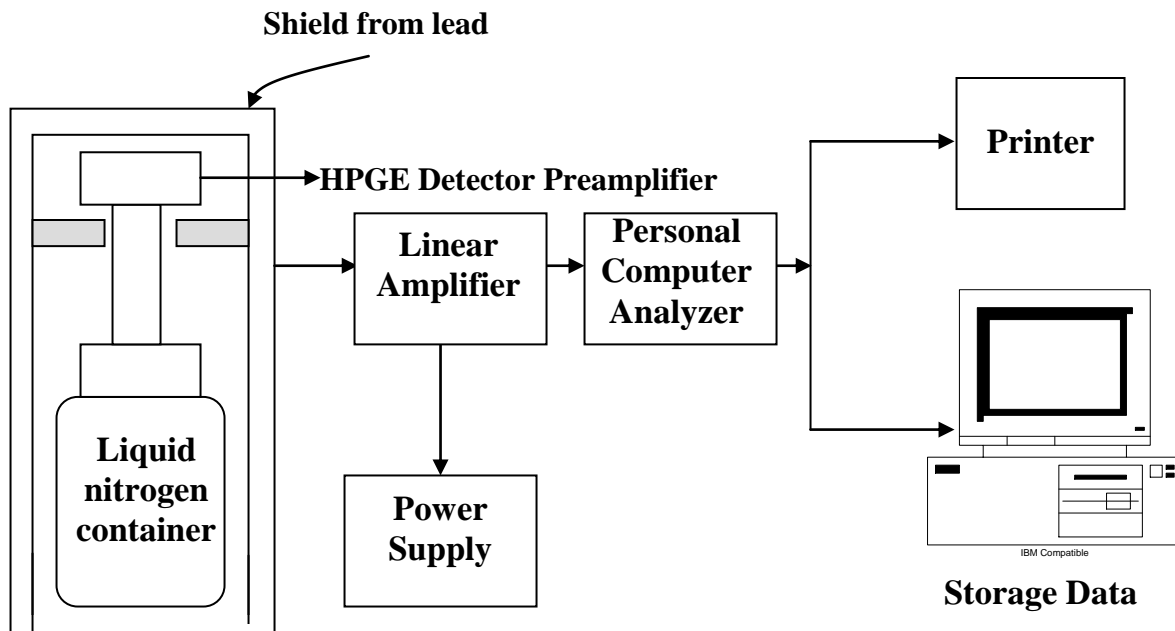 Shield from lead
HPGE Detector Preamplifier
Linear
Amplifier
Personal
Computer
Analyzer
Printer
Liquid
nitrogen
container
Power
Supply
IBM Compatible
Storage Data